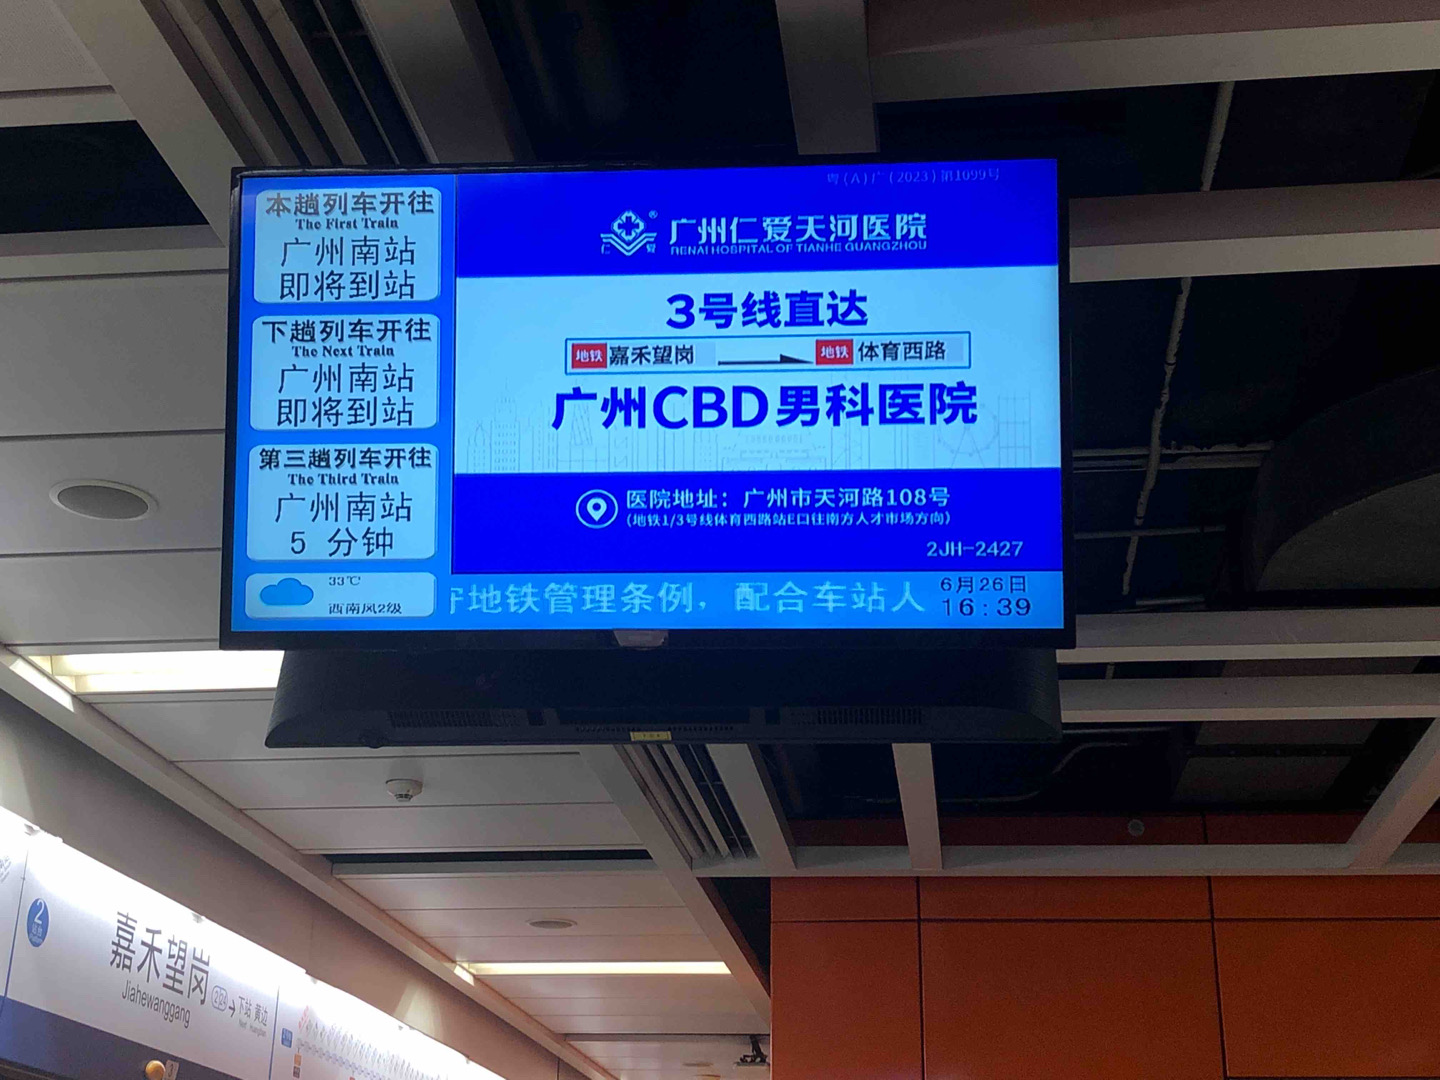 本趟列车开往
The First Train
广州南站
即将到站
下趟列车开往
The Next Train
广州南站
即将到站
第三趟列车开往
The Third Train
广州南站
5 分钟
33℃
西南风2级
粤(A)广(2023)第1099号
广州仁爱天河医院
RENAI HOSPITAL OF TIANHE GUANGZHOU
仁 爱
3号线直达
地铁 嘉禾望岗 地铁 体育西路
广州CBD男科医院
医院地址：广州市天河路108号
(地铁1/3号线体育西路站E口往南方人才市场方向)
2JH-2427
地铁管理条例，配合车站人
6月26日
16:39
2
站台
嘉禾望岗
Jiahewanggang
下站 黄边